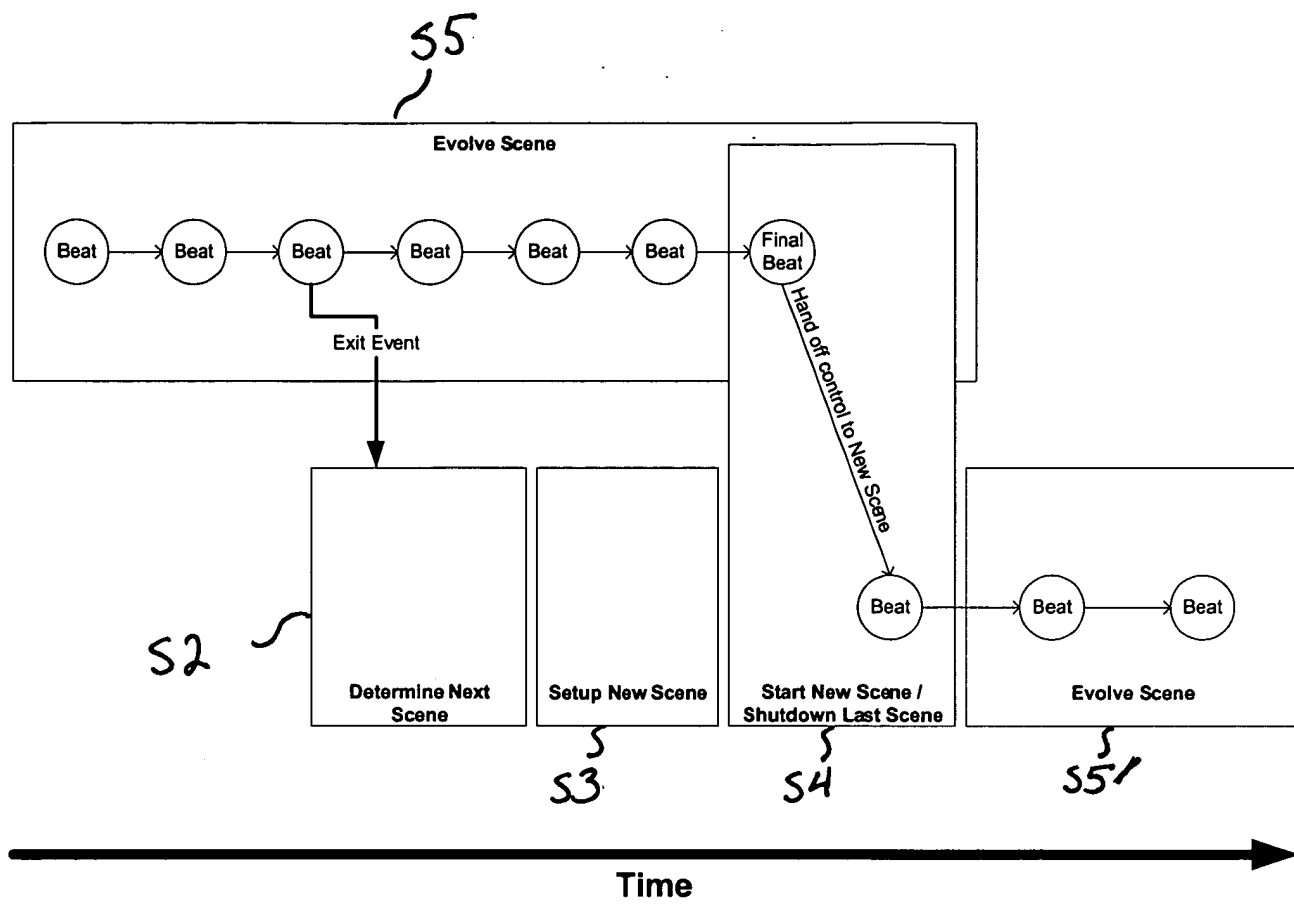 S5
Evolve Scene
Beat
Beat
Beat
Beat
Beat
Beat
Final
Beat
Exit Event
Hand off control to New Scene
Beat
Beat
Beat
S2
Determine Next
Scene
Setup New Scene
Start New Scene /
Shutdown Last Scene
Evolve Scene
S3
S4
S5'
Time